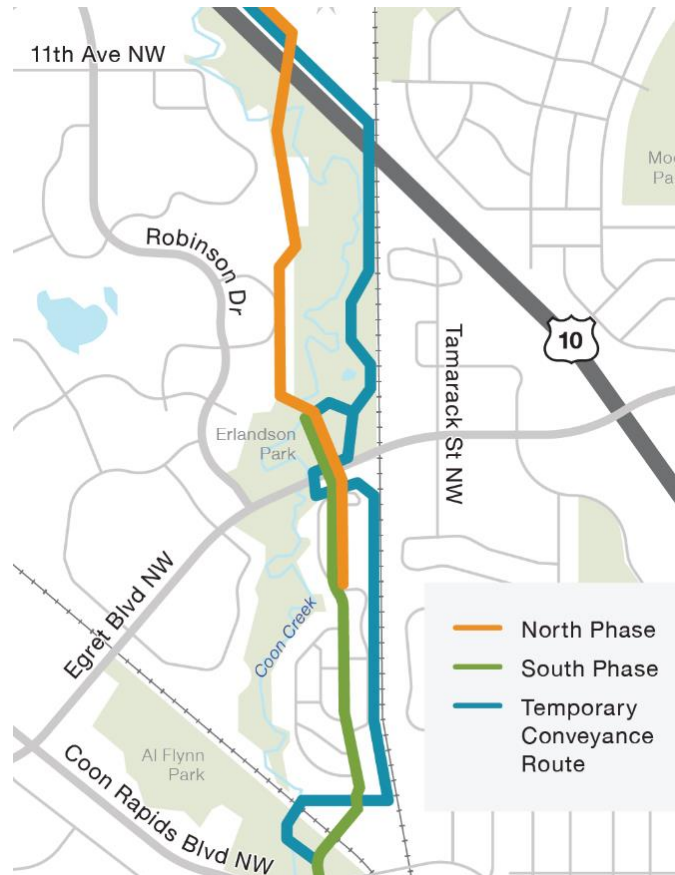 11th Ave NW
Robinson Dr
10
Tamarack St NW
Erlandson
Park
Egret Blvd NW
Coon Creek
Al Flynn
Park
Coon Rapids Blvd NW
North Phase
South Phase
Temporary
Conveyance
Route